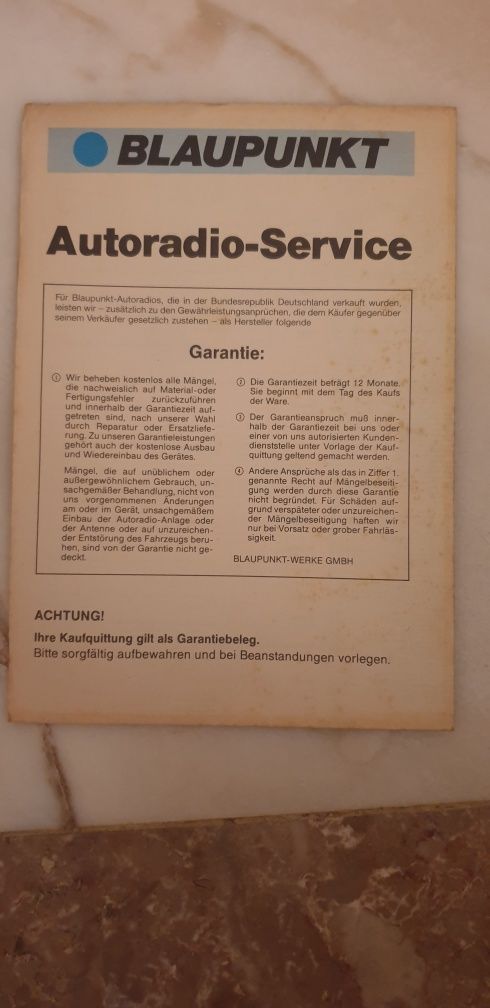 BLAUPUNKT
Autoradio-Service
Für Blaupunkt-Autoradios, die in der Bundesrepublik Deutschland verkauft wurden,
leisten wir – zusätzlich zu den Gewährleistungsansprüchen, die dem Käufer gegenüber
seinem Verkäufer gesetzlich zustehen – als Hersteller folgende
Garantie:
① Wir beheben kostenlos alle Mängel,
die nachweislich auf Material-oder
Fertigungsfehler zurückzuführen
und innerhalb der Garantiezeit auf-
getreten sind, nach unserer Wahl
durch Reparatur oder Ersatzliefe-
rung. Zu unseren Garantieleistungen
gehört auch der kostenlose Ausbau
und Wiedereinbau des Gerätes.
Mängel, die auf unüblichem oder
außergewöhnlichem Gebrauch, un-
sachgemäßer Behandlung, nicht von
uns vorgenommenen Änderungen
am oder im Gerät, unsachgemäßem
Einbau der Autoradio-Anlage oder
der Antenne oder auf unzureichen-
der Entstörung des Fahrzeugs beru-
hen, sind von der Garantie nicht ge-
deckt.
② Die Garantiezeit beträgt 12 Monate.
Sie beginnt mit dem Tag des Kaufs
der Ware.
③ Der Garantieanspruch muß inner-
halb der Garantiezeit bei uns oder
einer von uns autorisierten Kunden-
dienststelle unter Vorlage der Kauf-
quittung geltend gemacht werden.
④ Andere Ansprüche als das in Ziffer 1.
genannte Recht auf Mängelbeseiti-
gung werden durch diese Garantie
nicht begründet. Für Schäden auf-
grund verspäteter oder unzureichen-
der Mängelbeseitigung haften wir
nur bei Vorsatz oder grober Fahrläs-
sigkeit.
BLAUPUNKT-WERKE GMBH
ACHTUNG!
Ihre Kaufquittung gilt als Garantiebeleg.
Bitte sorgfältig aufbewahren und bei Beanstandungen vorlegen.